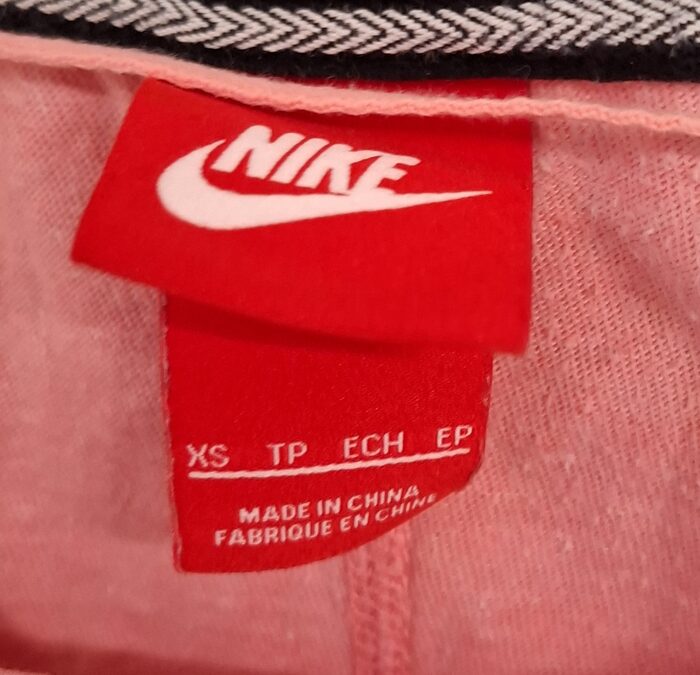 NIKE
XS TP ECH EP
MADE IN CHINA
FABRIQUE EN CHINE